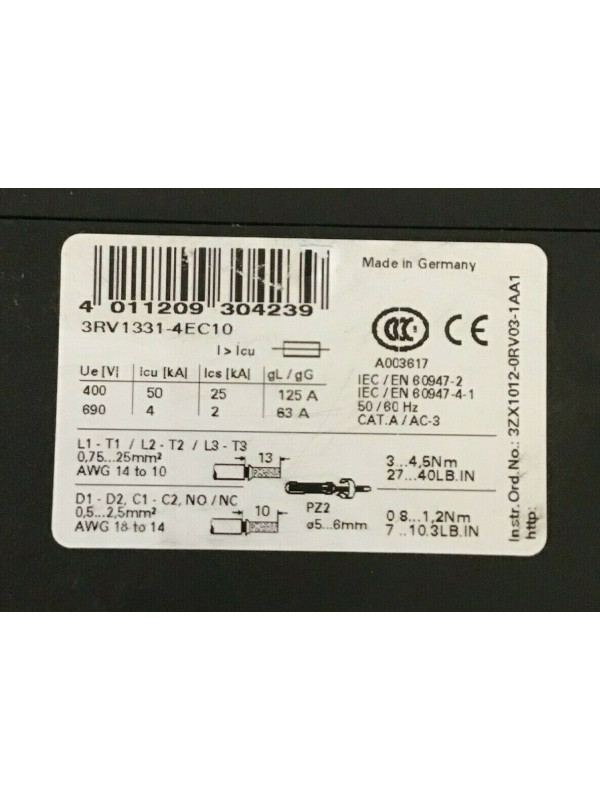 Made in Germany
4 011209 304239
3RV1331-4EC10
I > Icu
CCC
CE
A003617
Ue [V] Icu [kA] Ics [kA] gL / gG
400 50 25 125 A
690 4 2 63 A
IEC / EN 60947-2
IEC / EN 60947-4-1
50 / 60 Hz
CAT. A / AC-3
L1 - T1 / L2 - T2 / L3 - T3
0,75...25mm²
AWG 14 to 10
13
3...4,5Nm
27...40LB.IN
D1 - D2, C1 - C2, NO / NC
0,5...2,5mm²
AWG 18 to 14
10
PZ2
ø5...6mm
0,8...1,2Nm
7...10.3LB.IN
Instr. Ord. No.: 3ZX1012-0RV03-1AA1
http: